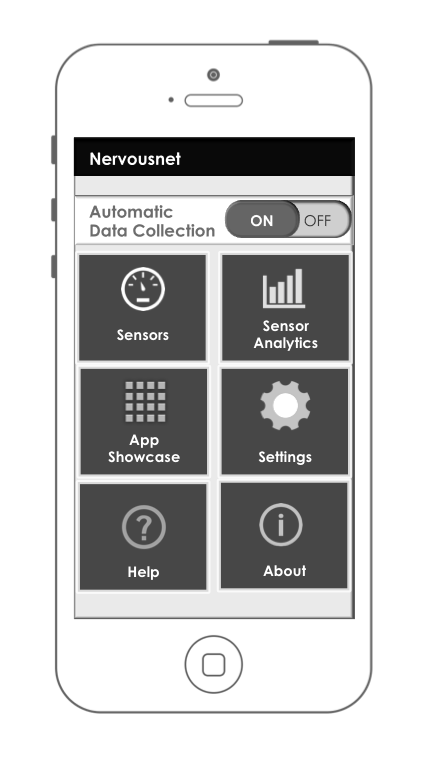 Nervousnet
Automatic
Data Collection
ON OFF
Sensors
Sensor
Analytics
App
Showcase
Settings
Help
About